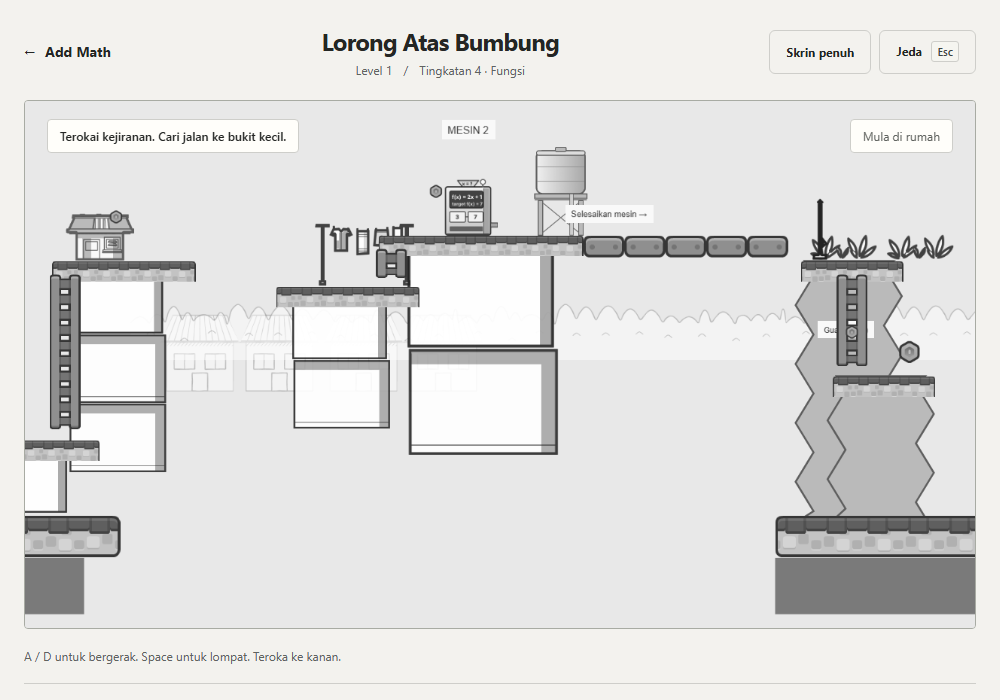 ← Add Math
Lorong Atas Bumbung
Level 1 / Tingkatan 4 · Fungsi
Skrin penuh
Jeda Esc
Terokai kejiranan. Cari jalan ke bukit kecil.
MESIN 2
Mula di rumah
f(x) = 2x + 1
3
7
Selesaikan mesin →
A / D untuk bergerak. Space untuk lompat. Teroka ke kanan.